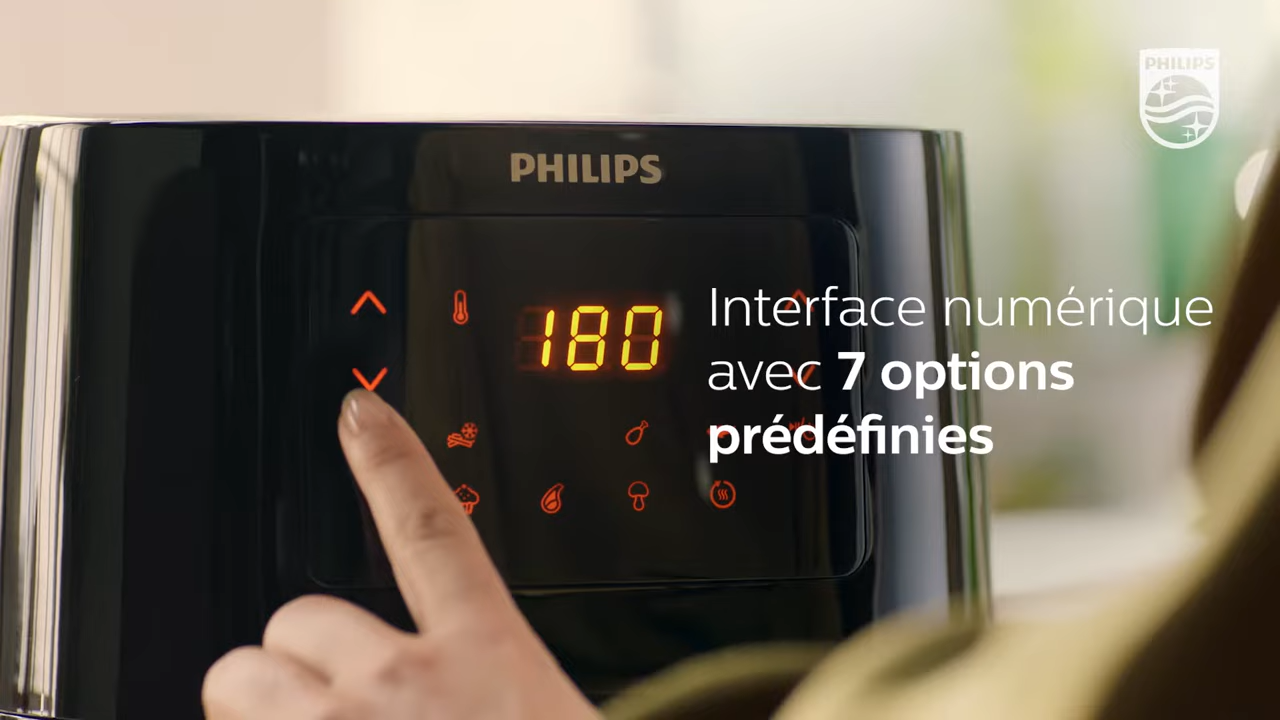 PHILIPS
PHILIPS
180
Interface numérique
avec 7 options
prédéfinies